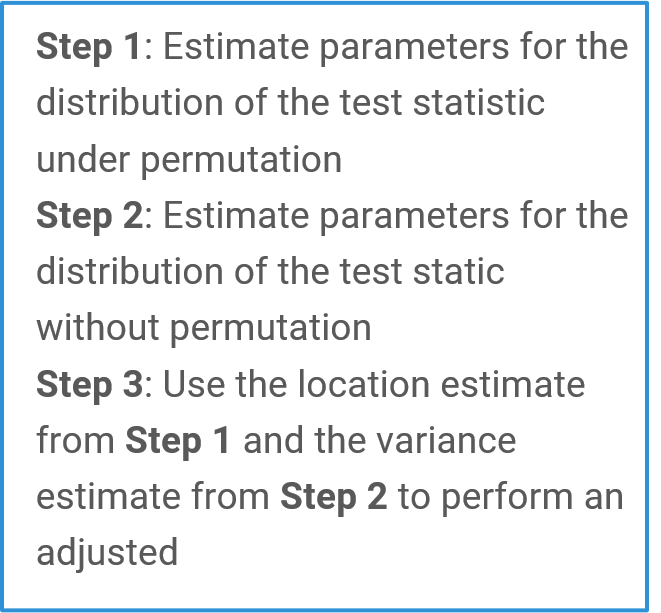 Step 1: Estimate parameters for the
distribution of the test statistic
under permutation
Step 2: Estimate parameters for the
distribution of the test static
without permutation
Step 3: Use the location estimate
from Step 1 and the variance
estimate from Step 2 to perform an
adjusted